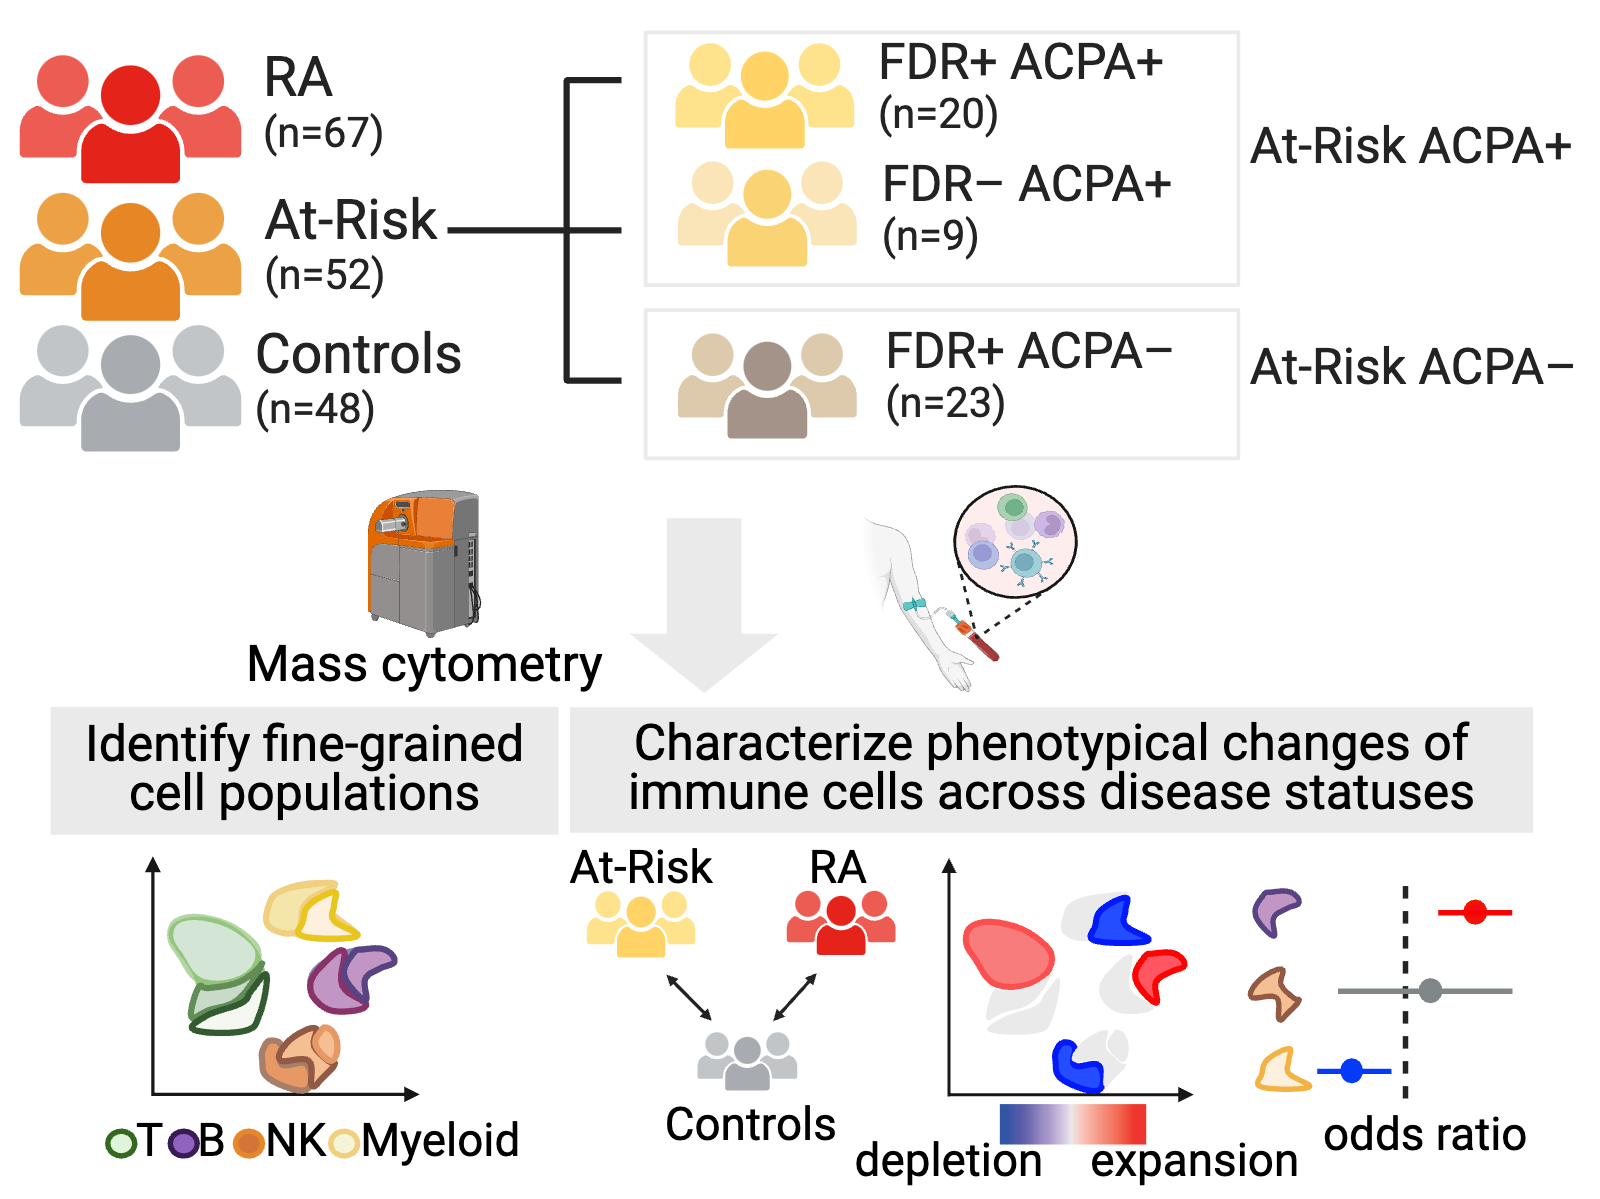 RA
(n=67)
At-Risk
(n=52)
Controls
(n=48)
FDR+ ACPA+
(n=20)
FDR− ACPA+
(n=9)
At-Risk ACPA+
FDR+ ACPA−
(n=23)
At-Risk ACPA−
Mass cytometry
Identify fine-grained
cell populations
Characterize phenotypical changes of
immune cells across disease statuses
T B NK Myeloid
At-Risk
RA
Controls
depletion
expansion
odds ratio